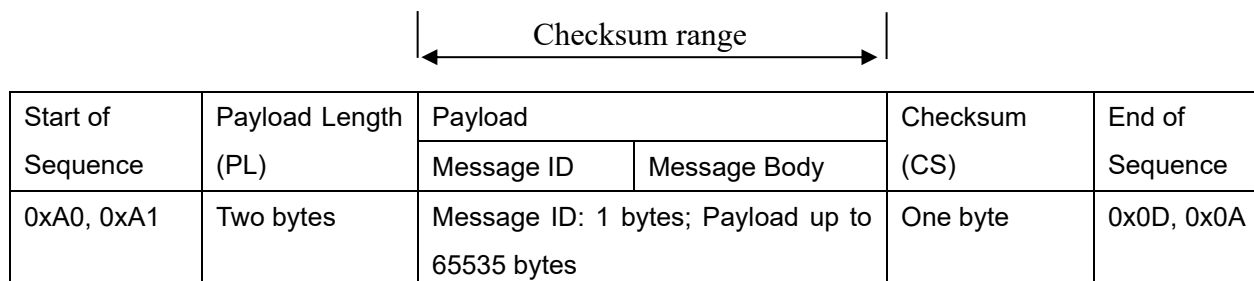 Checksum range
Start of Payload Length Payload Checksum End of
Sequence (PL) Message ID Message Body (CS) Sequence
0xA0, 0xA1 Two bytes Message ID: 1 bytes; Payload up to One byte 0x0D, 0x0A
65535 bytes